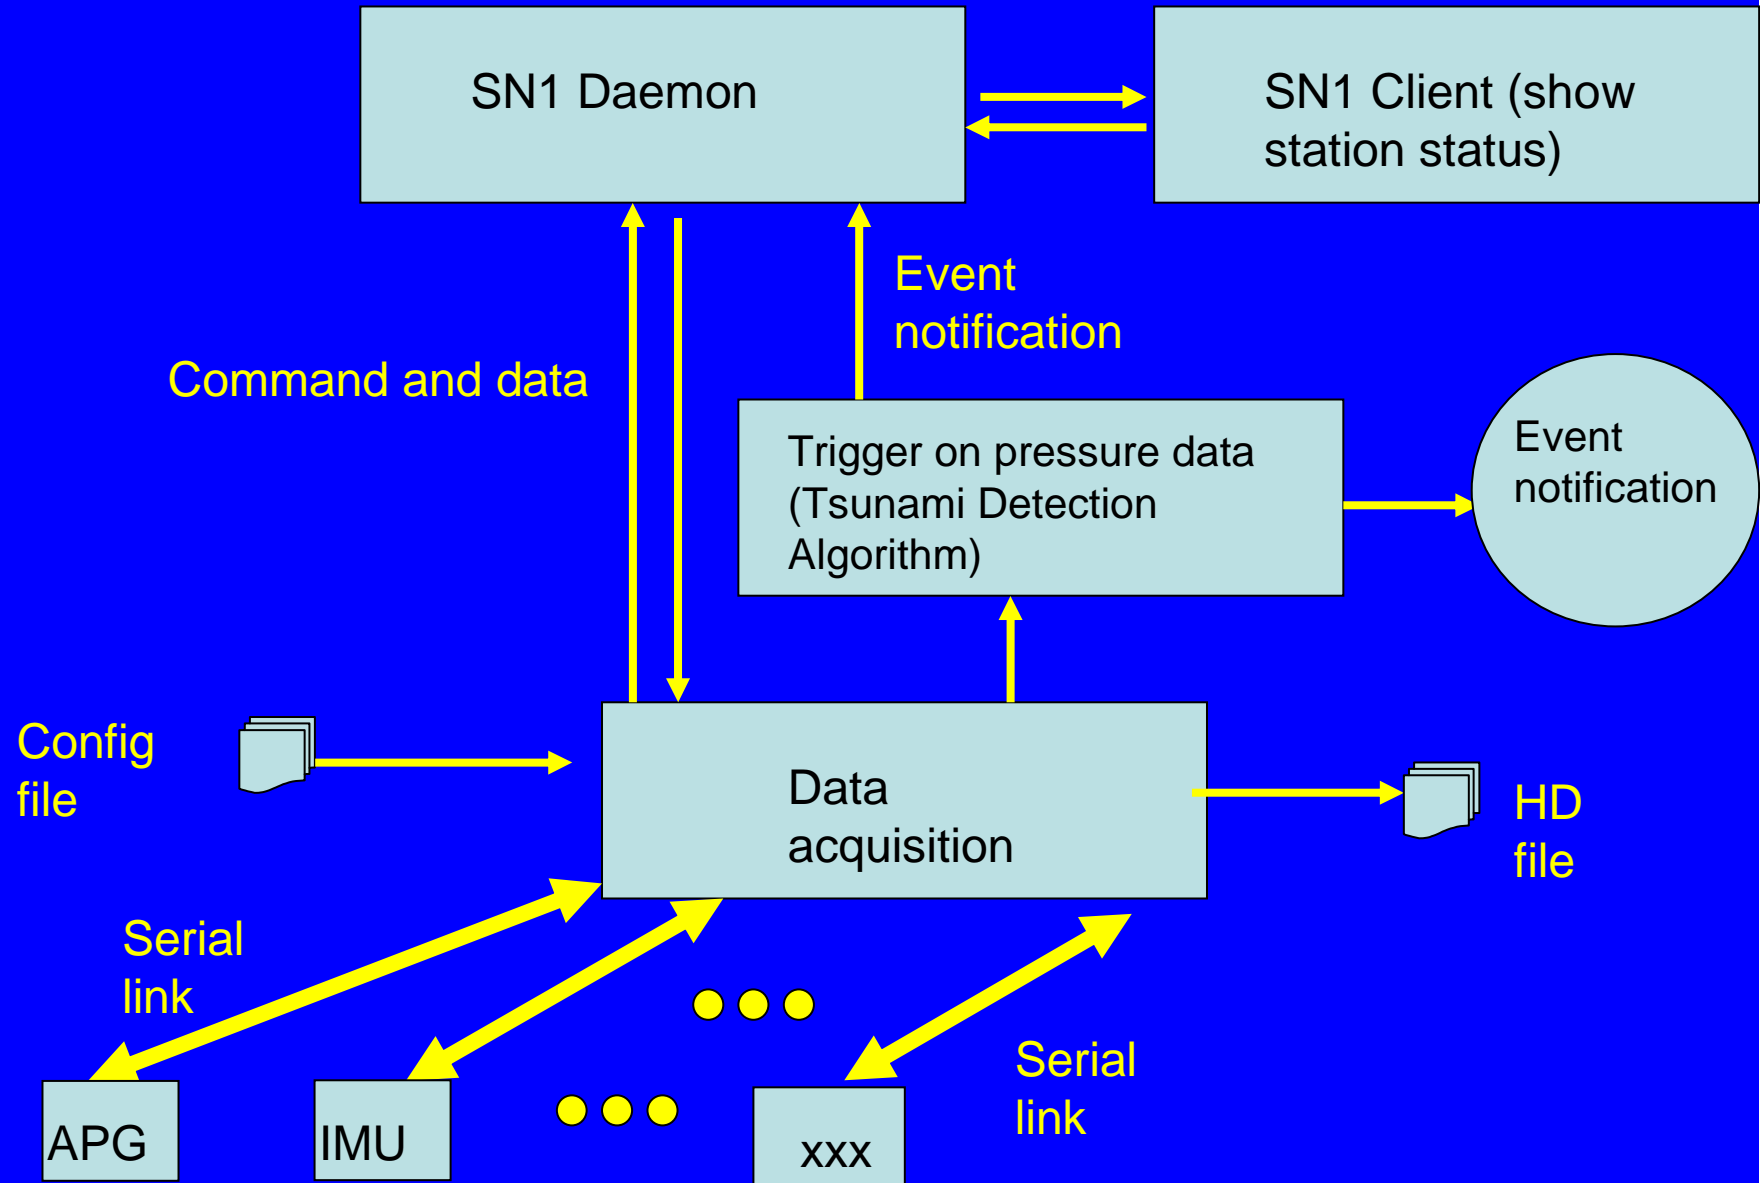 SN1 Daemon
SN1 Client (show
station status)
Event
notification
Command and data
Trigger on pressure data
(Tsunami Detection
Algorithm)
Event
notification
Config
file
Data
acquisition
HD
file
Serial
link
Serial
link
APG
IMU
xxx